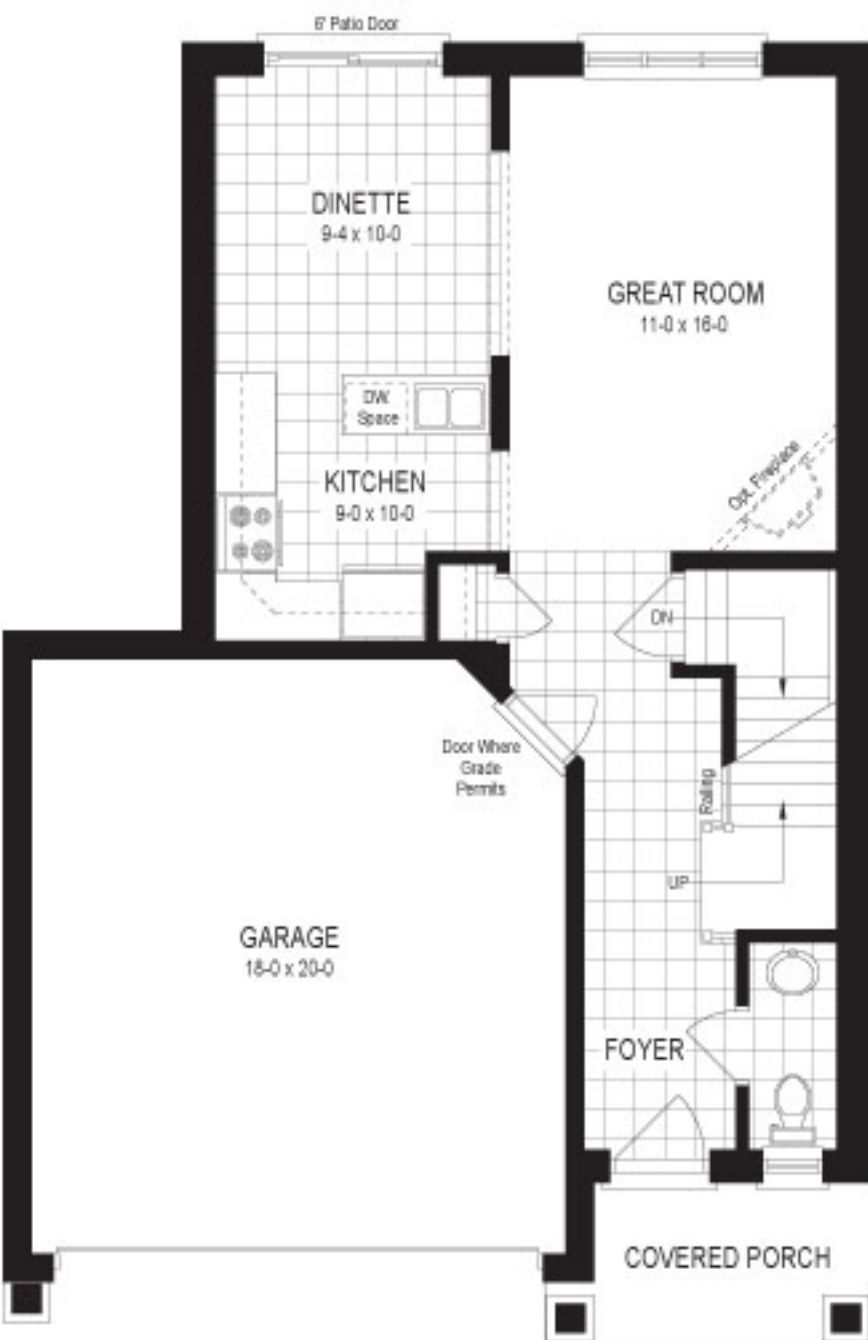 6' Patio Door
DINETTE
9-4 x 10-0
GREAT ROOM
11-0 x 16-0
DW.
Space
KITCHEN
9-0 x 10-0
Opt. Fireplace
DN
Door Where
Grade
Permits
Railing
UP
GARAGE
18-0 x 20-0
FOYER
COVERED PORCH